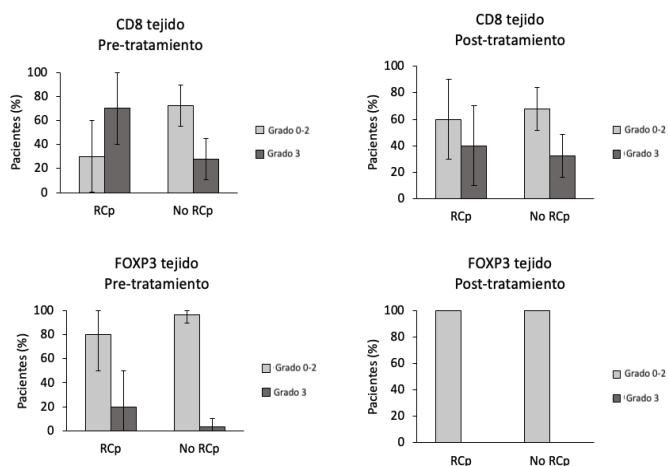 CD8 tejido
Pre-tratamiento
Pacientes (%)
100
80
60
40
20
0
RCp
No RCp
Grado 0-2
Grado 3
CD8 tejido
Post-tratamiento
Pacientes (%)
100
80
60
40
20
0
RCp
No RCp
Grado 0-2
Grado 3
FOXP3 tejido
Pre-tratamiento
Pacientes (%)
100
80
60
40
20
0
RCp
No RCp
Grado 0-2
Grado 3
FOXP3 tejido
Post-tratamiento
Pacientes (%)
100
80
60
40
20
0
RCp
No RCp
Grado 0-2
Grado 3